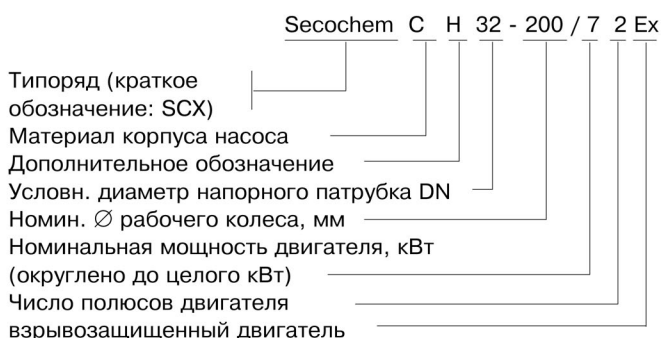 Secochem C H 32 - 200 / 7 2 Ex
Типоряд (краткое
обозначение: SCX)
Материал корпуса насоса
Дополнительное обозначение
Условн. диаметр напорного патрубка DN
Номин. ∅ рабочего колеса, мм
Номинальная мощность двигателя, кВт
(округлено до целого кВт)
Число полюсов двигателя
взрывозащищенный двигатель